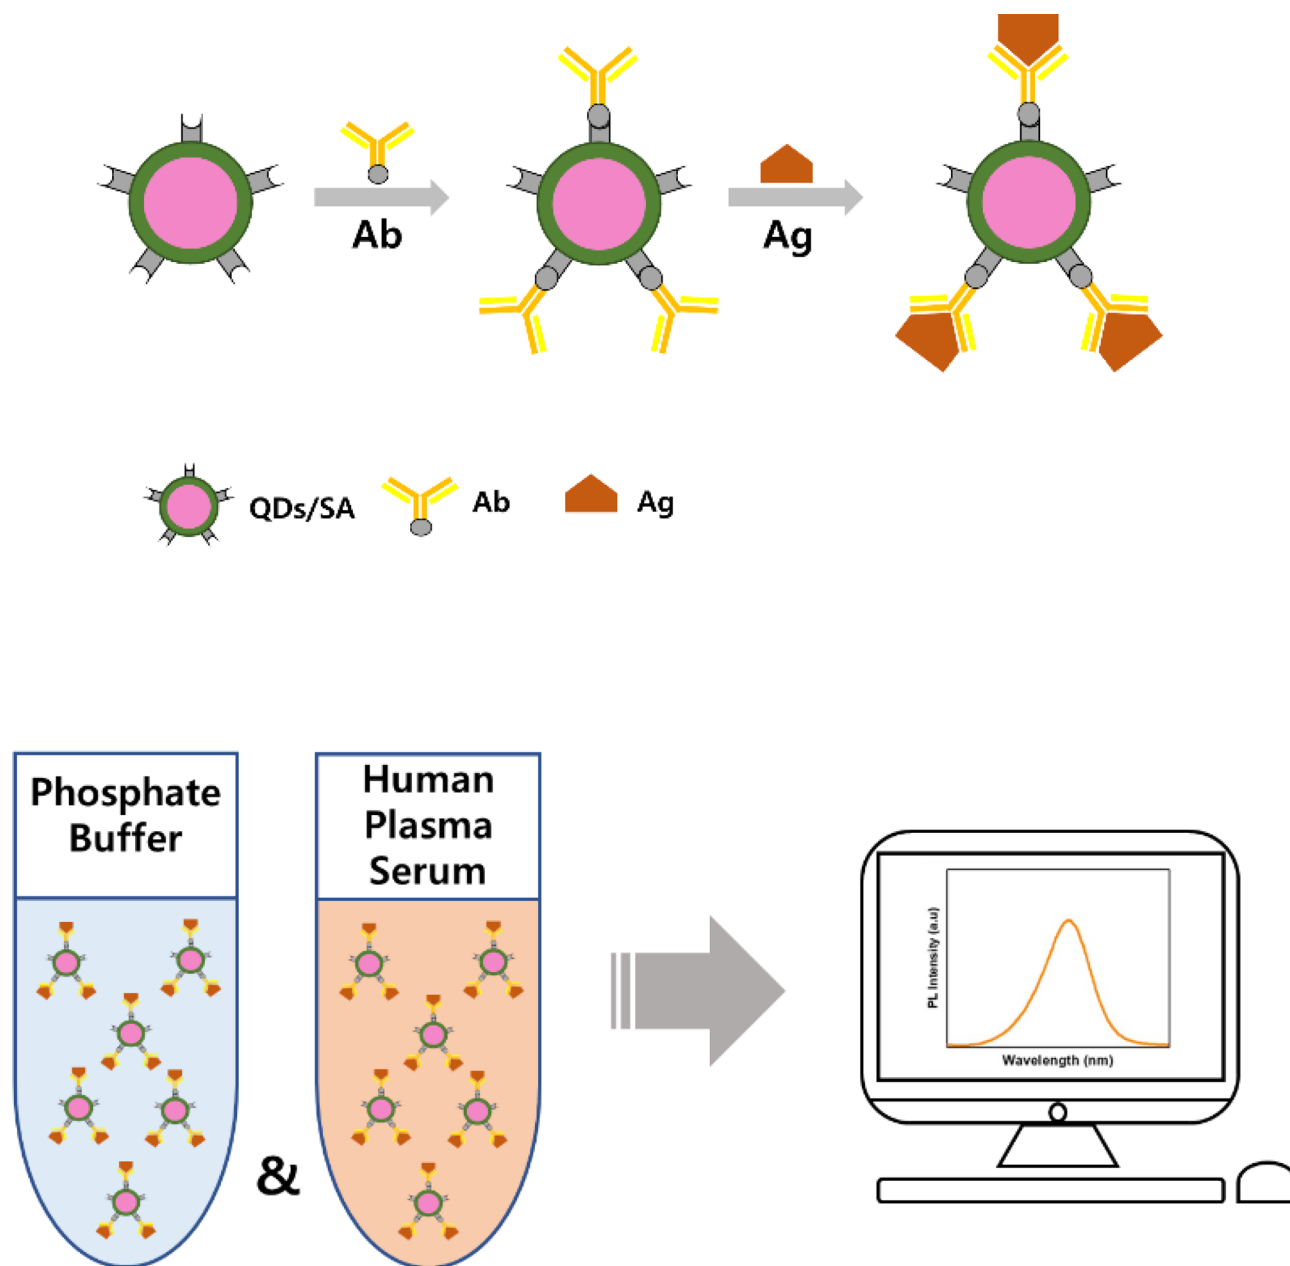 Ab
Ag
QDs/SA
Ab
Ag
Phosphate
Buffer
Human
Plasma
Serum
&
PL Intensity (a.u)
Wavelength (nm)